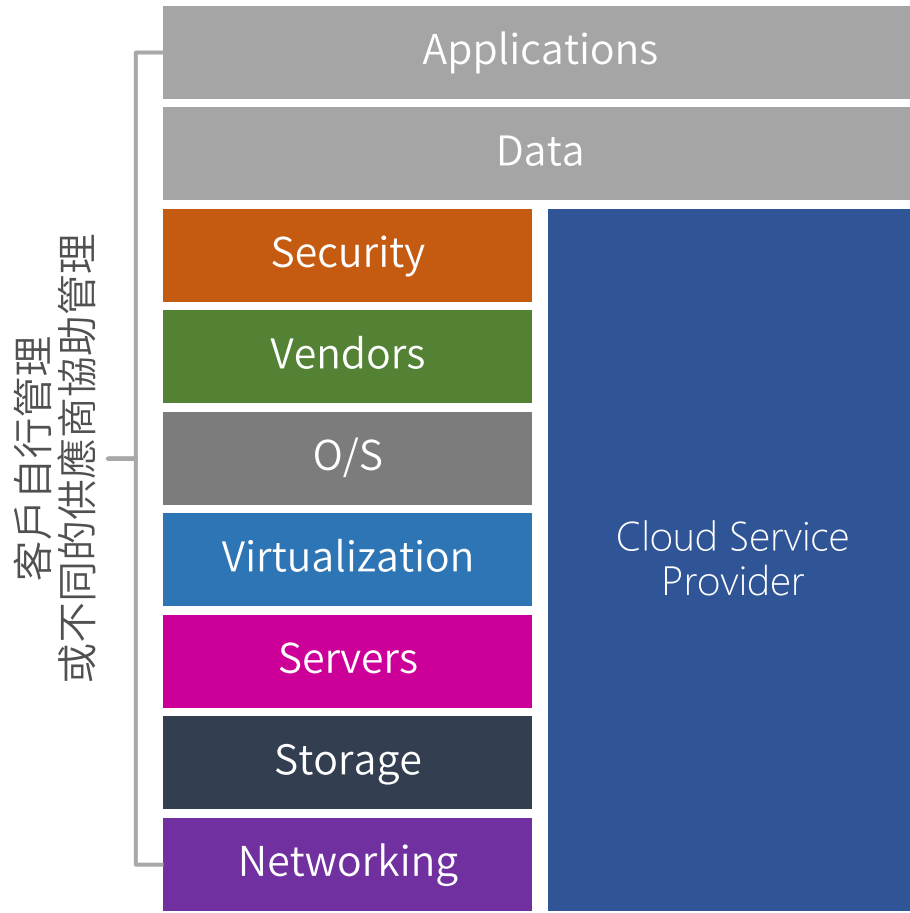 Applications
Data
客戶自行管理
或不同的供應商協助管理
Security
Vendors
O/S
Virtualization
Servers
Storage
Networking
Cloud Service
Provider